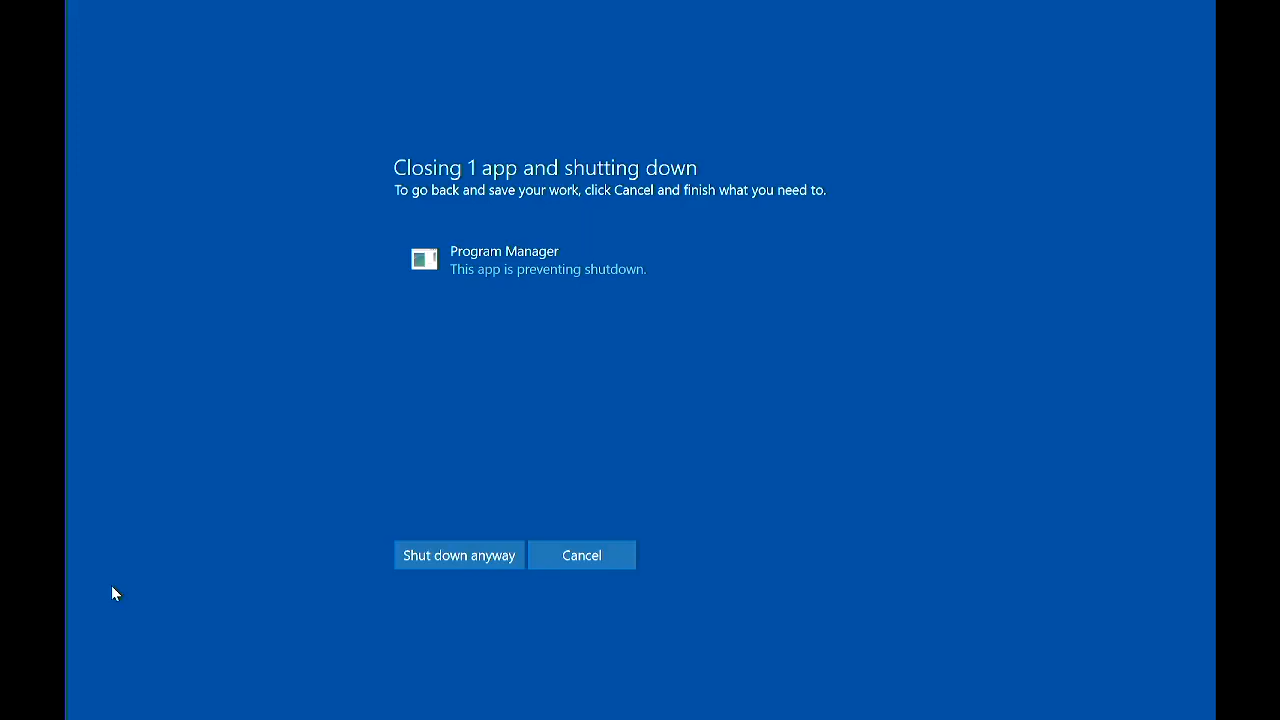 Closing 1 app and shutting down
To go back and save your work, click Cancel and finish what you need to.
Program Manager
This app is preventing shutdown.
Shut down anyway
Cancel